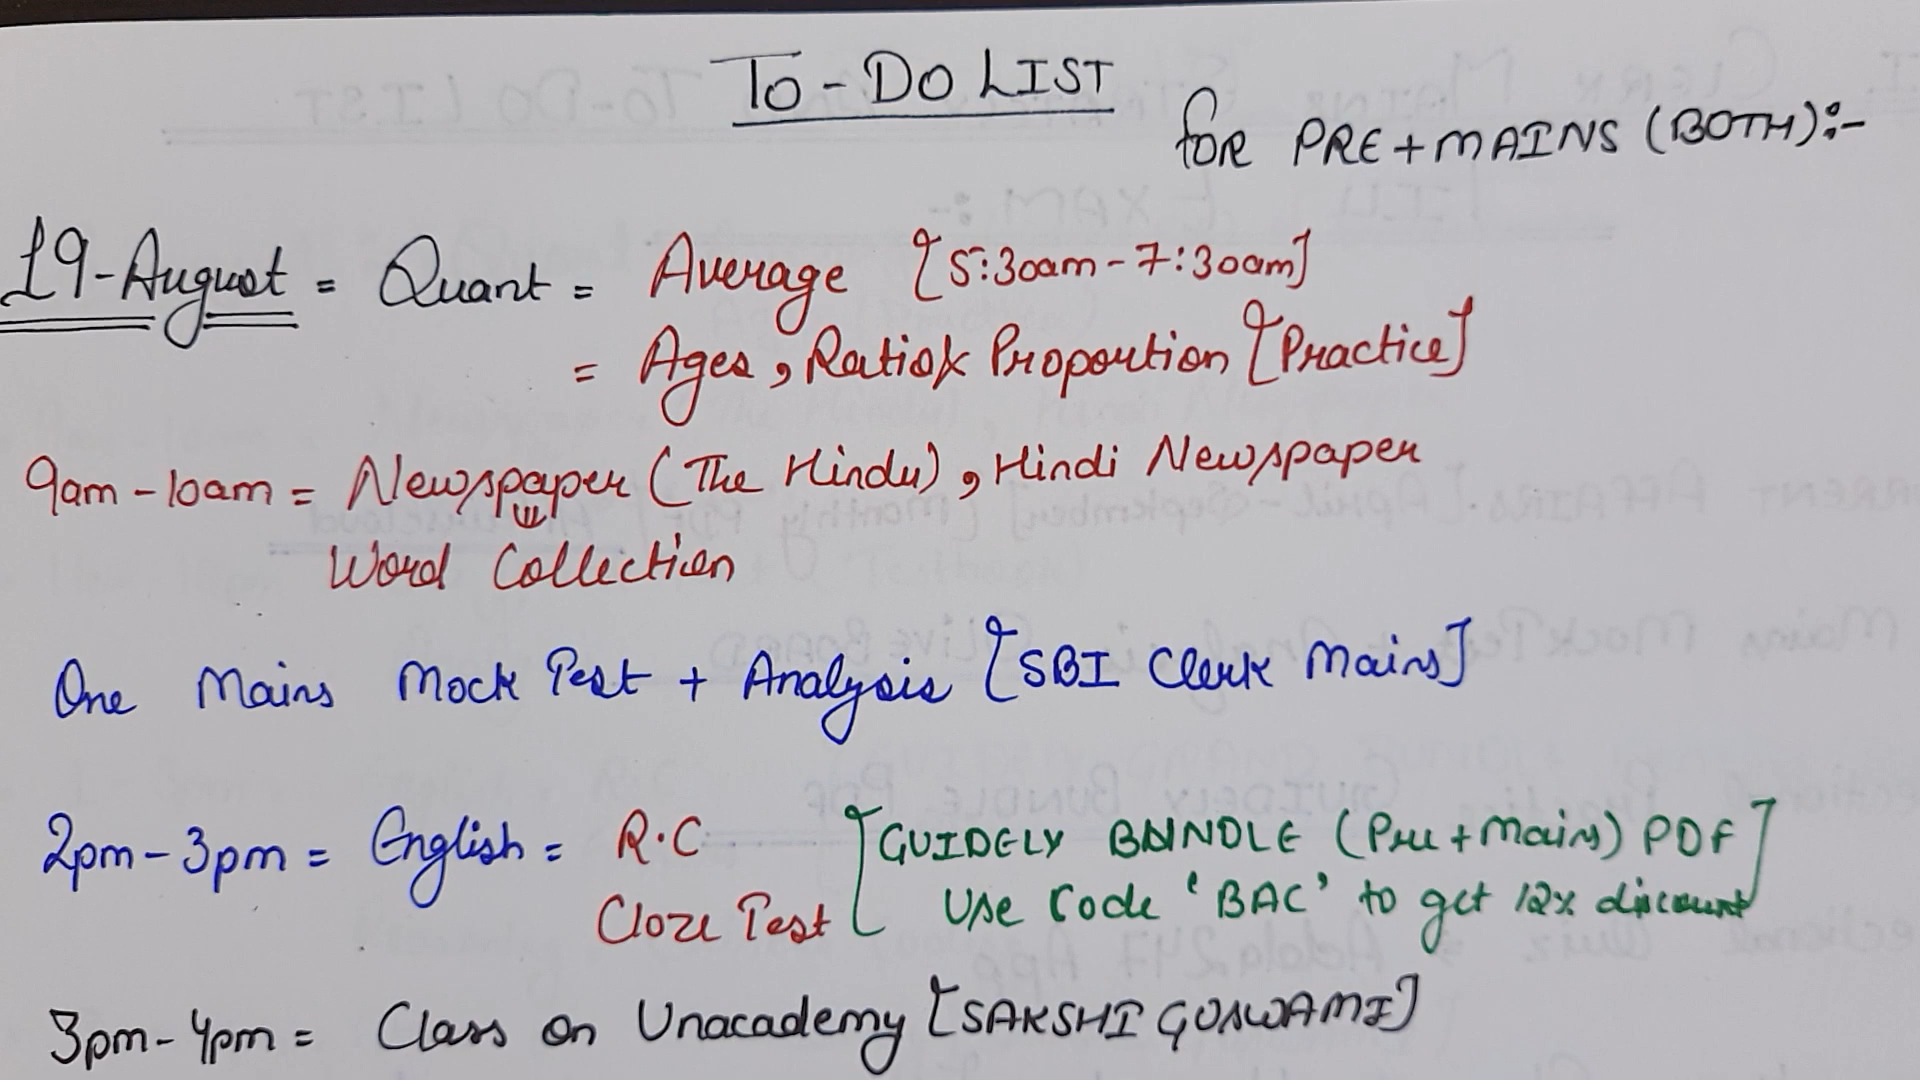 TO-DO LIST
for PRE+MAINS (BOTH):-
19-August = Quant = Average [5:30am-7:30am]
= Ages, Ratio& Proportion [Practice]
9am-10am = Newspaper (The Hindu), Hindi Newspaper
Word Collection
One Mains Mock Test + Analysis [SBI Clerk Mains]
2pm-3pm = English = R.C [GUIDELY BUNDLE (Pre+Mains) PDF]
Cloze Test Use Code 'BAC' to get 12% discount
3pm-4pm = Class on Unacademy [SAKSHI GOSWAMI]